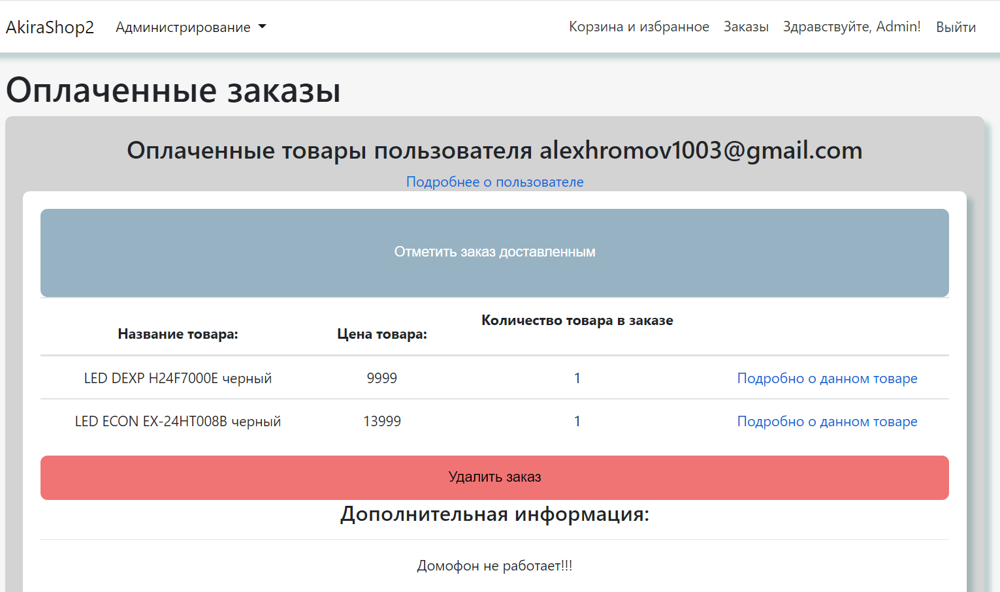 AkiraShop2 Администрирование Корзина и избранное Заказы Здравствуйте, Admin! Выйти
Оплаченные заказы
Оплаченные товары пользователя alexhromov1003@gmail.com
Подробнее о пользователе
Отметить заказ доставленным
Название товара: Цена товара: Количество товара в заказе
LED DEXP H24F7000E черный 9999 1 Подробно о данном товаре
LED ECON EX-24HT008B черный 13999 1 Подробно о данном товаре
Удалить заказ
Дополнительная информация:
Домофон не работает!!!